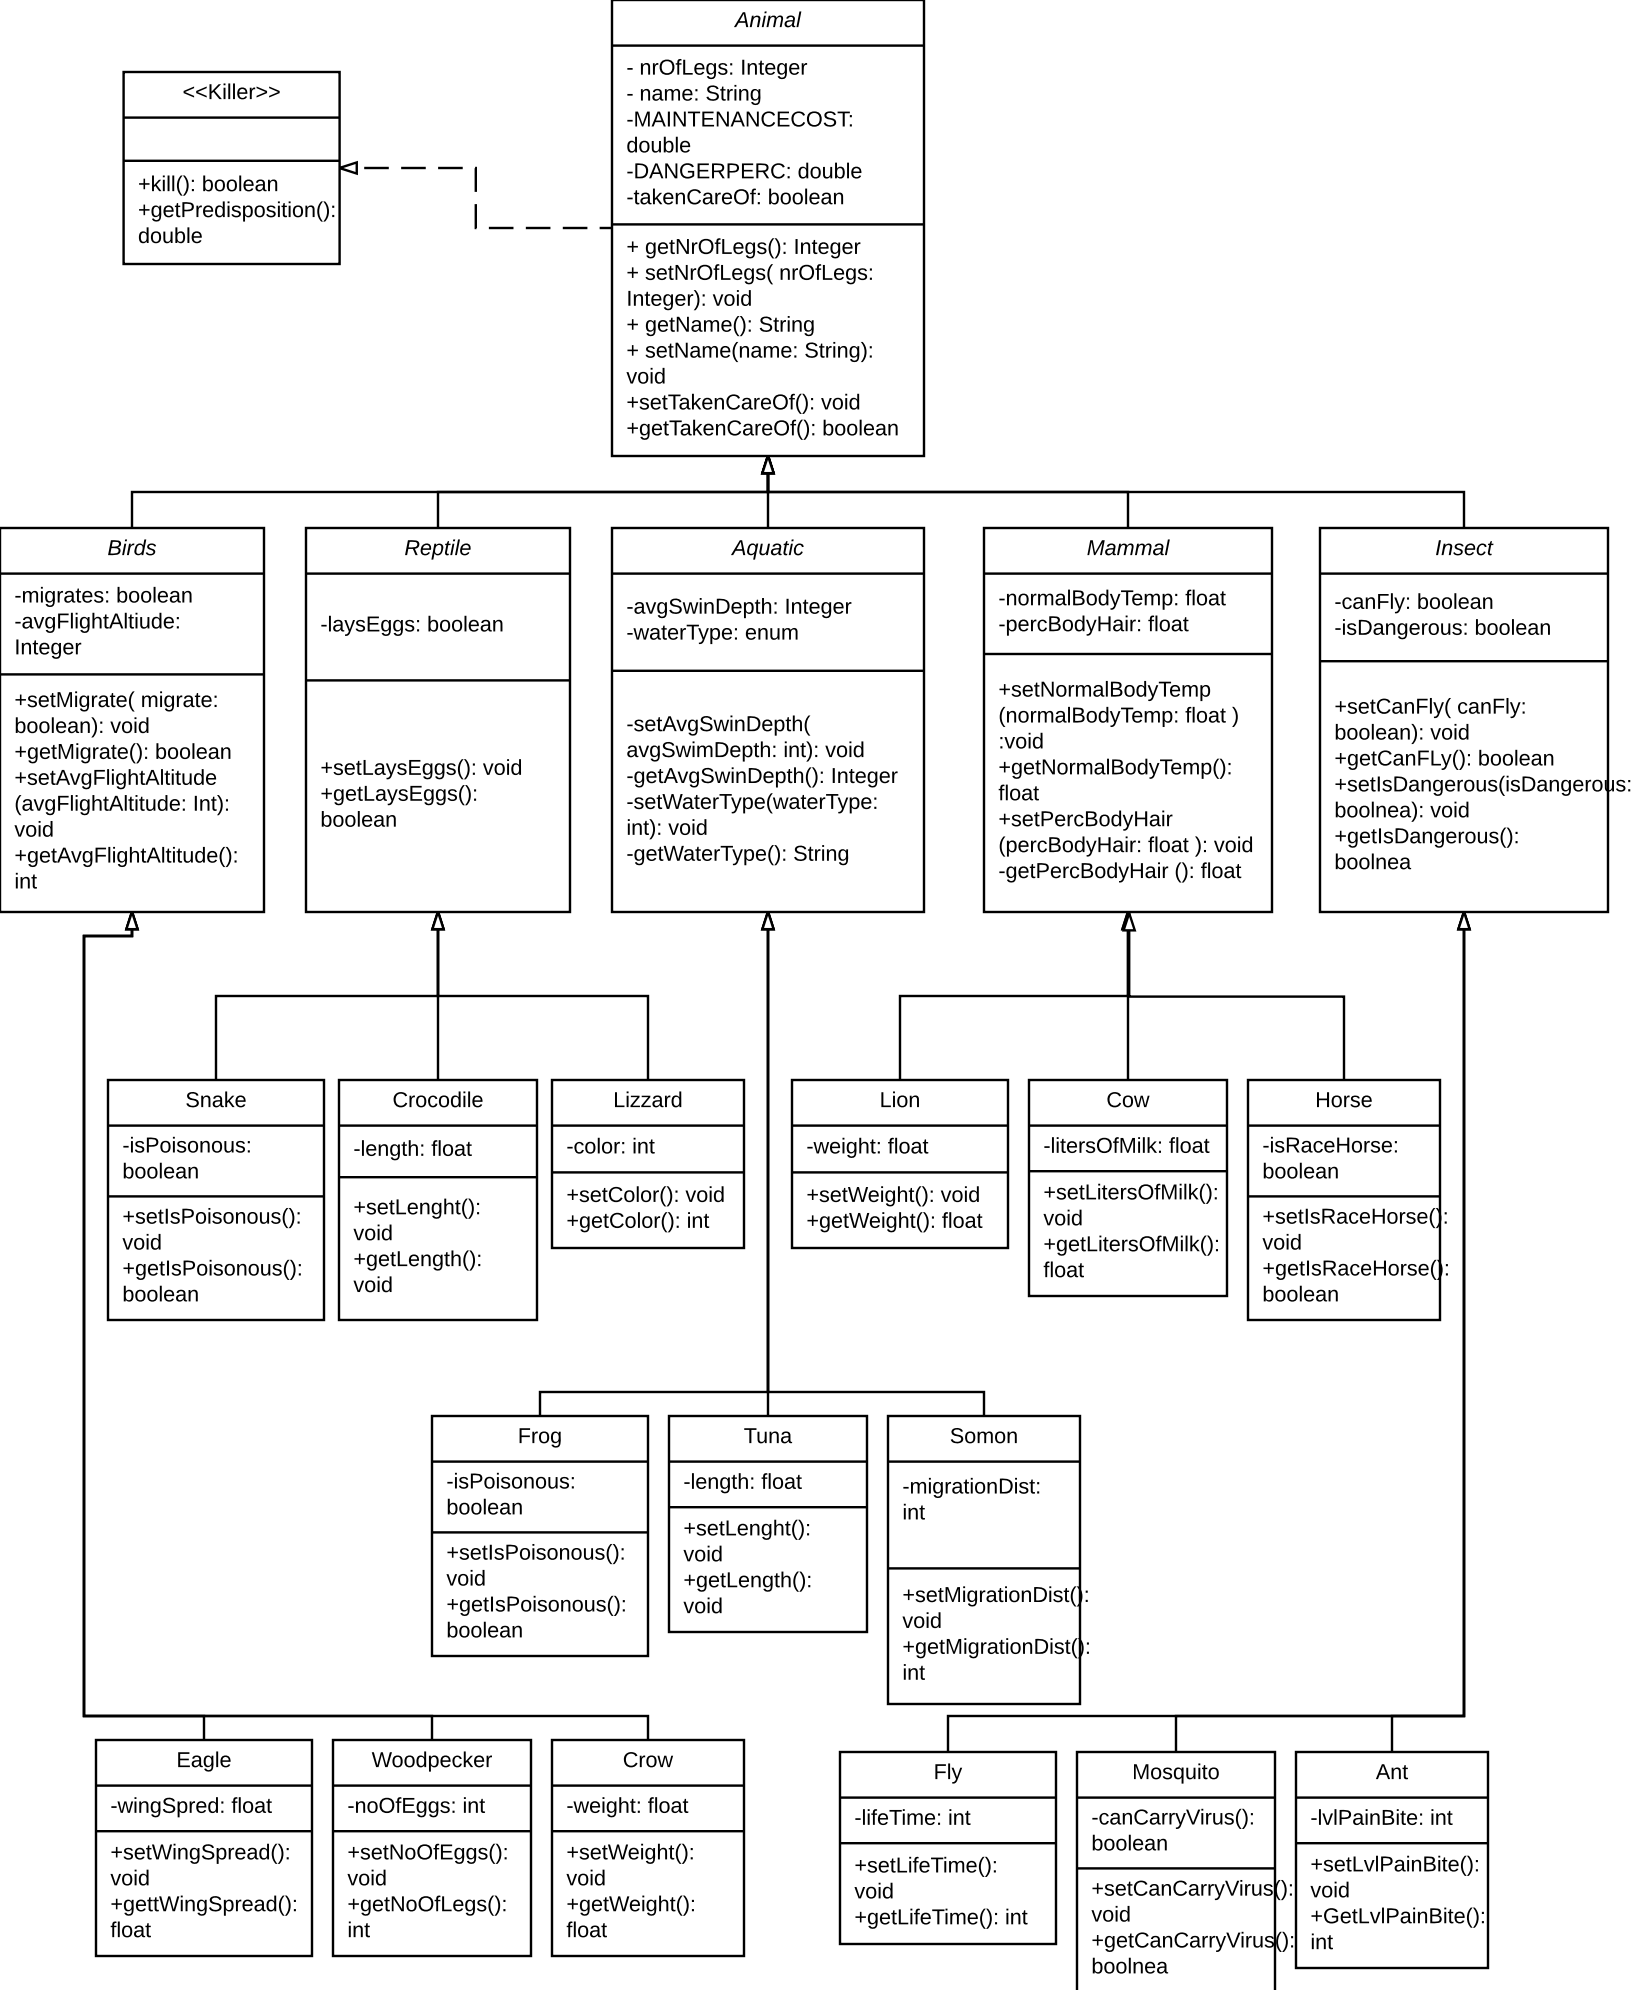 Animal
- nrOfLegs: Integer
- name: String
-MAINTENANCECOST:
double
-DANGERPERC: double
-takenCareOf: boolean
+ getNrOfLegs(): Integer
+ setNrOfLegs( nrOfLegs:
Integer): void
+ getName(): String
+ setName(name: String):
void
+setTakenCareOf(): void
+getTakenCareOf(): boolean
<<Killer>>
+kill(): boolean
+getPredisposition():
double
Birds
-migrates: boolean
-avgFlightAltiude:
Integer
+setMigrate( migrate:
boolean): void
+getMigrate(): boolean
+setAvgFlightAltitude
(avgFlightAltitude: Int):
void
+getAvgFlightAltitude():
int
Reptile
-laysEggs: boolean
+setLaysEggs(): void
+getLaysEggs():
boolean
Aquatic
-avgSwinDepth: Integer
-waterType: enum
-setAvgSwinDepth(
avgSwimDepth: int): void
-getAvgSwinDepth(): Integer
-setWaterType(waterType:
int): void
-getWaterType(): String
Mammal
-normalBodyTemp: float
-percBodyHair: float
+setNormalBodyTemp
(normalBodyTemp: float )
:void
+getNormalBodyTemp():
float
+setPercBodyHair
(percBodyHair: float ): void
-getPercBodyHair (): float
Insect
-canFly: boolean
-isDangerous: boolean
+setCanFly( canFly:
boolean): void
+getCanFLy(): boolean
+setIsDangerous(isDangerous:
boolnea): void
+getIsDangerous():
boolnea
Snake
-isPoisonous:
boolean
+setIsPoisonous():
void
+getIsPoisonous():
boolean
Crocodile
-length: float
+setLenght():
void
+getLength():
void
Lizzard
-color: int
+setColor(): void
+getColor(): int
Lion
-weight: float
+setWeight(): void
+getWeight(): float
Cow
-litersOfMilk: float
+setLitersOfMilk():
void
+getLitersOfMilk():
float
Horse
-isRaceHorse:
boolean
+setIsRaceHorse():
void
+getIsRaceHorse():
boolean
Frog
-isPoisonous:
boolean
+setIsPoisonous():
void
+getIsPoisonous():
boolean
Tuna
-length: float
+setLenght():
void
+getLength():
void
Somon
-migrationDist:
int
+setMigrationDist():
void
+getMigrationDist():
int
Eagle
-wingSpred: float
+setWingSpread():
void
+gettWingSpread():
float
Woodpecker
-noOfEggs: int
+setNoOfEggs():
void
+getNoOfLegs():
int
Crow
-weight: float
+setWeight():
void
+getWeight():
float
Fly
-lifeTime: int
+setLifeTime():
void
+getLifeTime(): int
Mosquito
-canCarryVirus():
boolean
+setCanCarryVirus():
void
+getCanCarryVirus():
boolnea
Ant
-lvlPainBite: int
+setLvlPainBite():
void
+GetLvlPainBite():
int